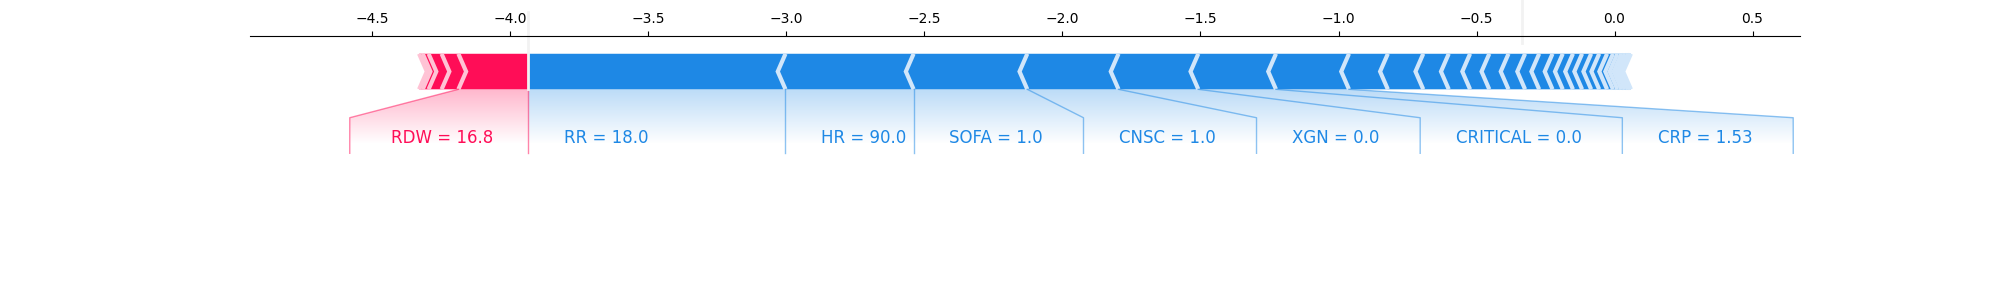 −4.5 −4.0 −3.5 −3.0 −2.5 −2.0 −1.5 −1.0 −0.5 0.0 0.5
RDW = 16.8 RR = 18.0 HR = 90.0 SOFA = 1.0 CNSC = 1.0 XGN = 0.0 CRITICAL = 0.0 CRP = 1.53